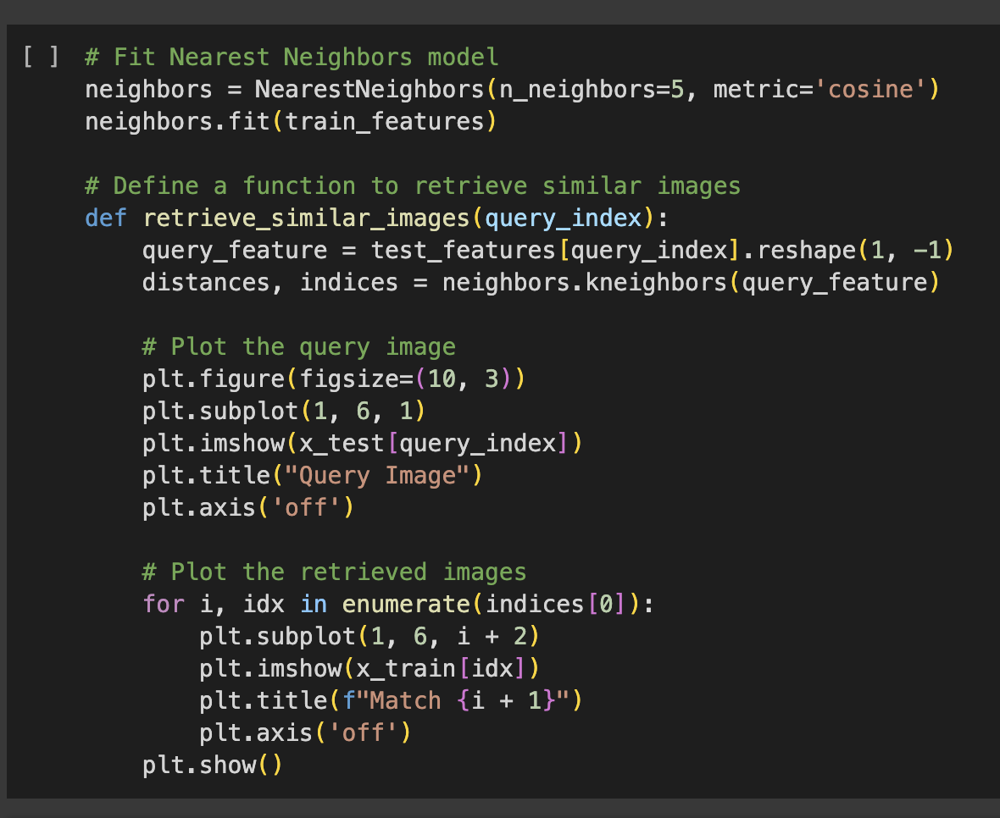 [ ] # Fit Nearest Neighbors model
neighbors = NearestNeighbors(n_neighbors=5, metric='cosine')
neighbors.fit(train_features)

# Define a function to retrieve similar images
def retrieve_similar_images(query_index):
    query_feature = test_features[query_index].reshape(1, -1)
    distances, indices = neighbors.kneighbors(query_feature)

    # Plot the query image
    plt.figure(figsize=(10, 3))
    plt.subplot(1, 6, 1)
    plt.imshow(x_test[query_index])
    plt.title("Query Image")
    plt.axis('off')

    # Plot the retrieved images
    for i, idx in enumerate(indices[0]):
        plt.subplot(1, 6, i + 2)
        plt.imshow(x_train[idx])
        plt.title(f"Match {i + 1}")
        plt.axis('off')
    plt.show()